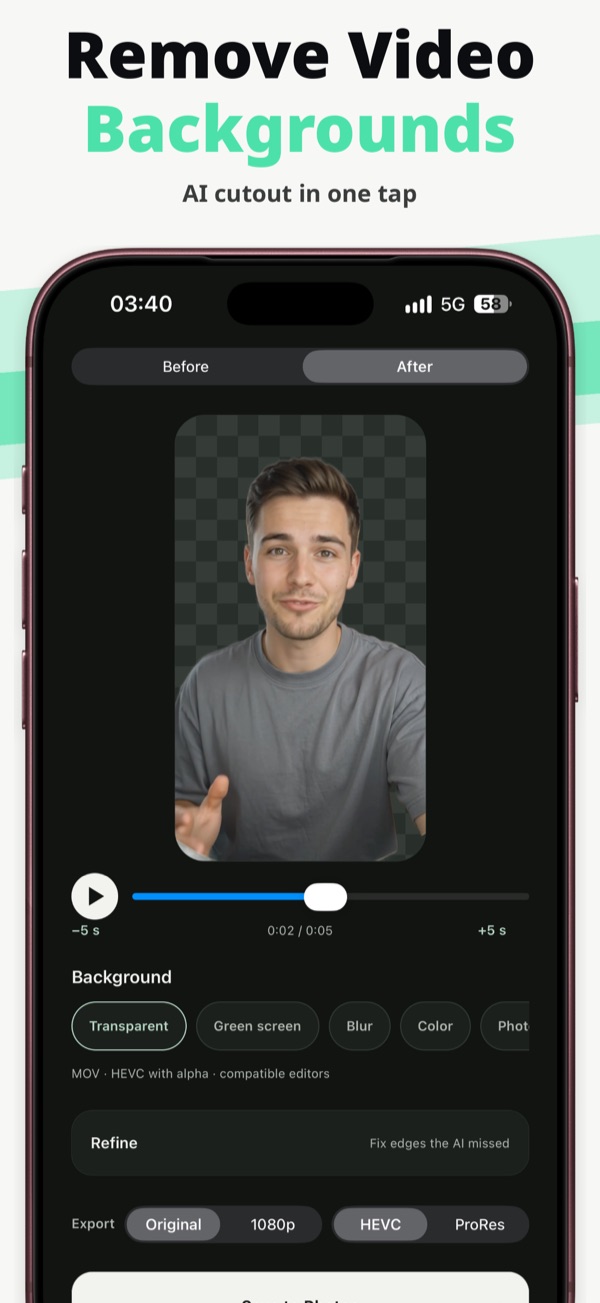 Remove Video
Backgrounds
AI cutout in one tap
03:40
5G 58
Before After
−5 s 0:02 / 0:05 +5 s
Background
Transparent Green screen Blur Color
MOV · HEVC with alpha · compatible editors
Refine Fix edges the AI missed
Export Original 1080p HEVC ProRes